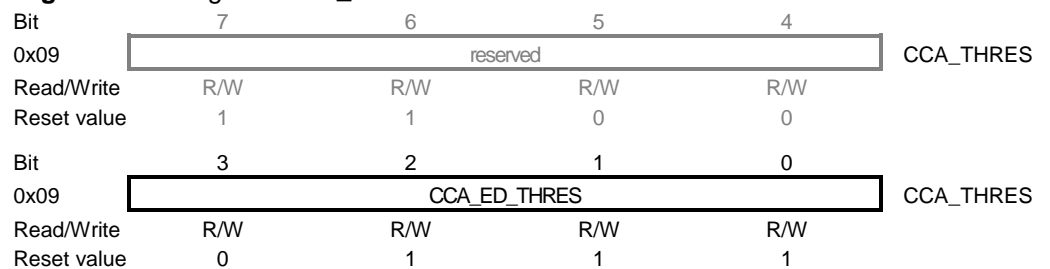 Bit 7 6 5 4
0x09 reserved CCA_THRES
Read/Write R/W R/W R/W R/W
Reset value 1 1 0 0
Bit 3 2 1 0
0x09 CCA_ED_THRES CCA_THRES
Read/Write R/W R/W R/W R/W
Reset value 0 1 1 1